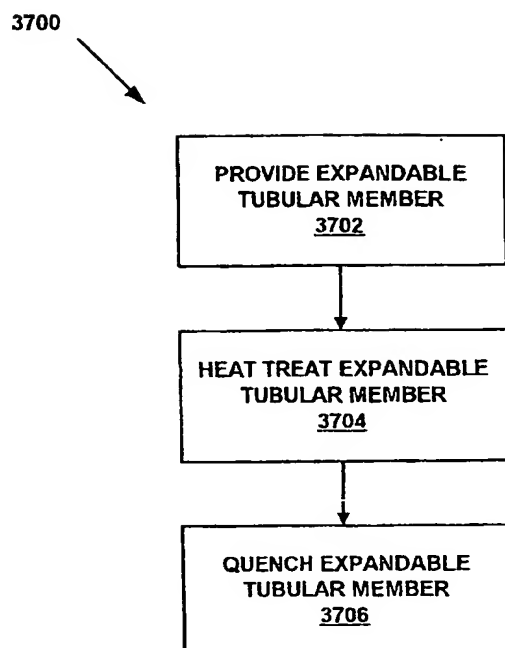 3700
PROVIDE EXPANDABLE
TUBULAR MEMBER
3702
HEAT TREAT EXPANDABLE
TUBULAR MEMBER
3704
QUENCH EXPANDABLE
TUBULAR MEMBER
3706